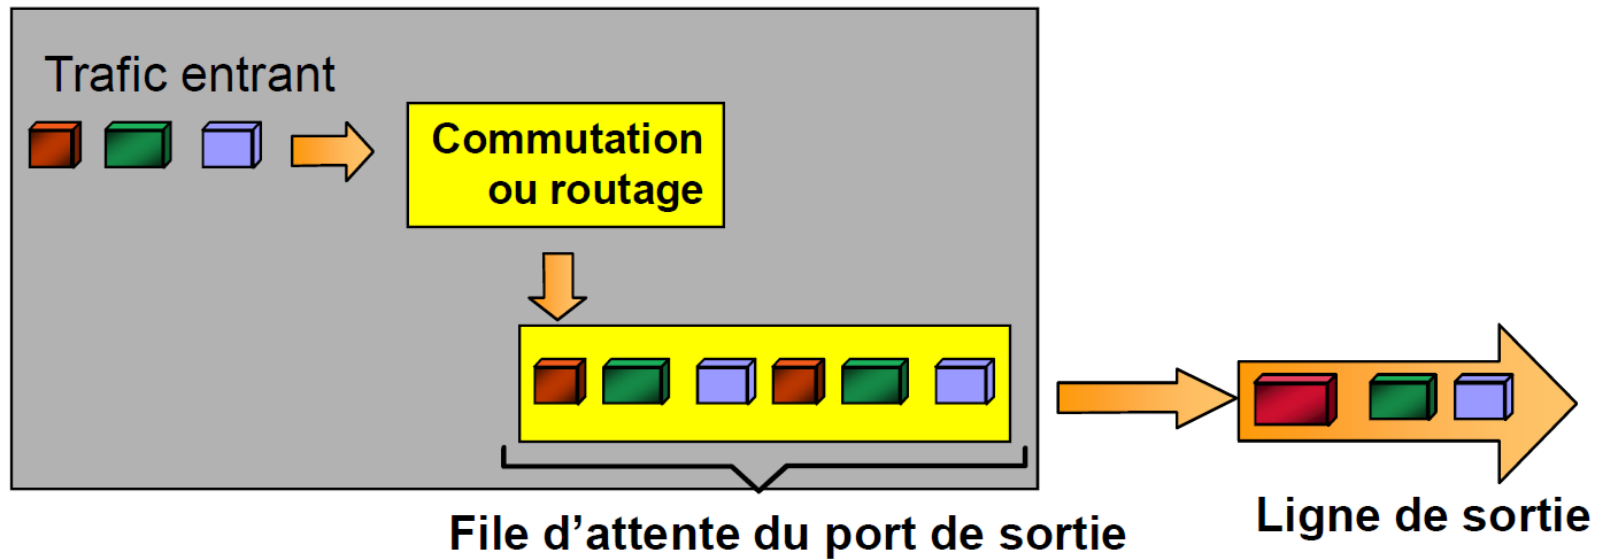 Trafic entrant
Commutation
ou routage
File d’attente du port de sortie
Ligne de sortie